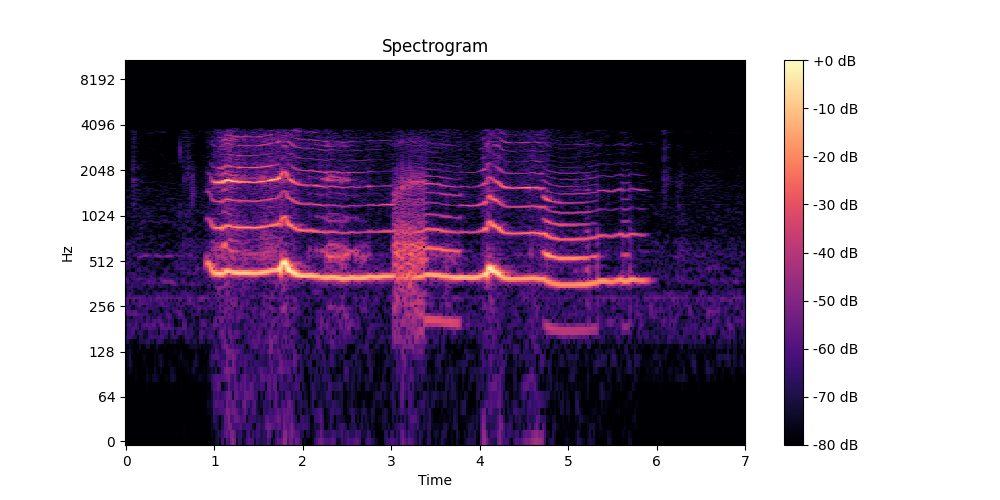 Spectrogram
Hz
8192
4096
2048
1024
512
256
128
64
0
0 1 2 3 4 5 6 7
Time
+0 dB
-10 dB
-20 dB
-30 dB
-40 dB
-50 dB
-60 dB
-70 dB
-80 dB